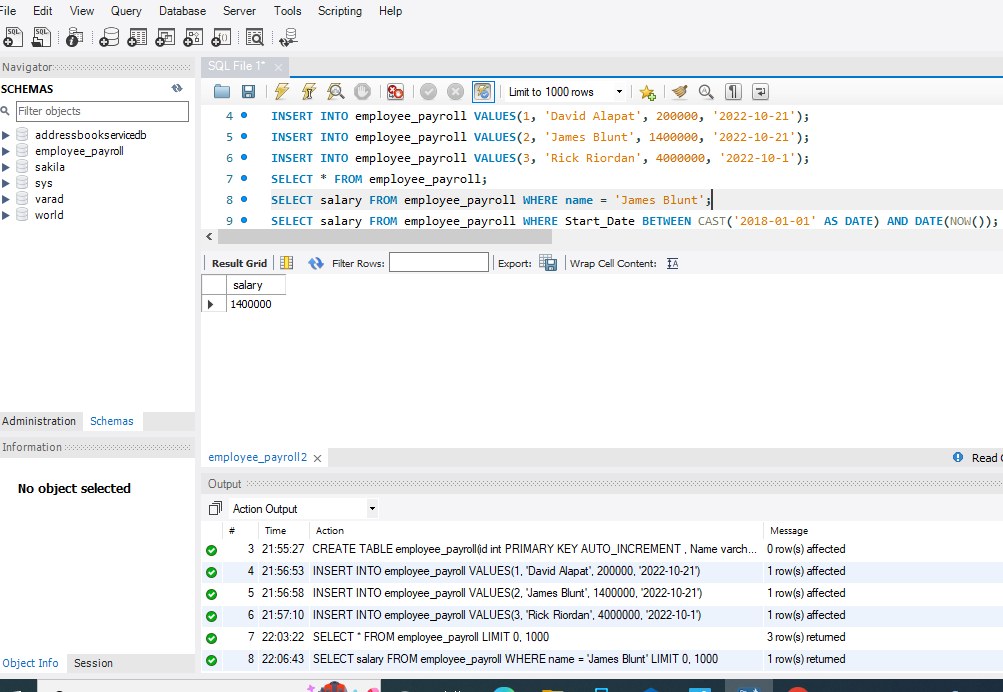 File Edit View Query Database Server Tools Scripting Help
Navigator
SQL File 1*
SCHEMAS
Filter objects
addressbookservicedb
employee_payroll
sakila
sys
varad
world
Limit to 1000 rows
4 INSERT INTO employee_payroll VALUES(1, 'David Alapat', 200000, '2022-10-21');
5 INSERT INTO employee_payroll VALUES(2, 'James Blunt', 1400000, '2022-10-21');
6 INSERT INTO employee_payroll VALUES(3, 'Rick Riordan', 4000000, '2022-10-1');
7 SELECT * FROM employee_payroll;
8 SELECT salary FROM employee_payroll WHERE name = 'James Blunt';
9 SELECT salary FROM employee_payroll WHERE Start_Date BETWEEN CAST('2018-01-01' AS DATE) AND DATE(NOW());
Result Grid Filter Rows: Export: Wrap Cell Content:
salary
1400000
Administration Schemas
Information
No object selected
employee_payroll2
Read
Output
Action Output
# Time Action Message
3 21:55:27 CREATE TABLE employee_payroll(id int PRIMARY KEY AUTO_INCREMENT , Name varch... 0 row(s) affected
4 21:56:53 INSERT INTO employee_payroll VALUES(1, 'David Alapat', 200000, '2022-10-21') 1 row(s) affected
5 21:56:58 INSERT INTO employee_payroll VALUES(2, 'James Blunt', 1400000, '2022-10-21') 1 row(s) affected
6 21:57:10 INSERT INTO employee_payroll VALUES(3, 'Rick Riordan', 4000000, '2022-10-1') 1 row(s) affected
7 22:03:22 SELECT * FROM employee_payroll LIMIT 0, 1000 3 row(s) returned
8 22:06:43 SELECT salary FROM employee_payroll WHERE name = 'James Blunt' LIMIT 0, 1000 1 row(s) returned
Object Info Session